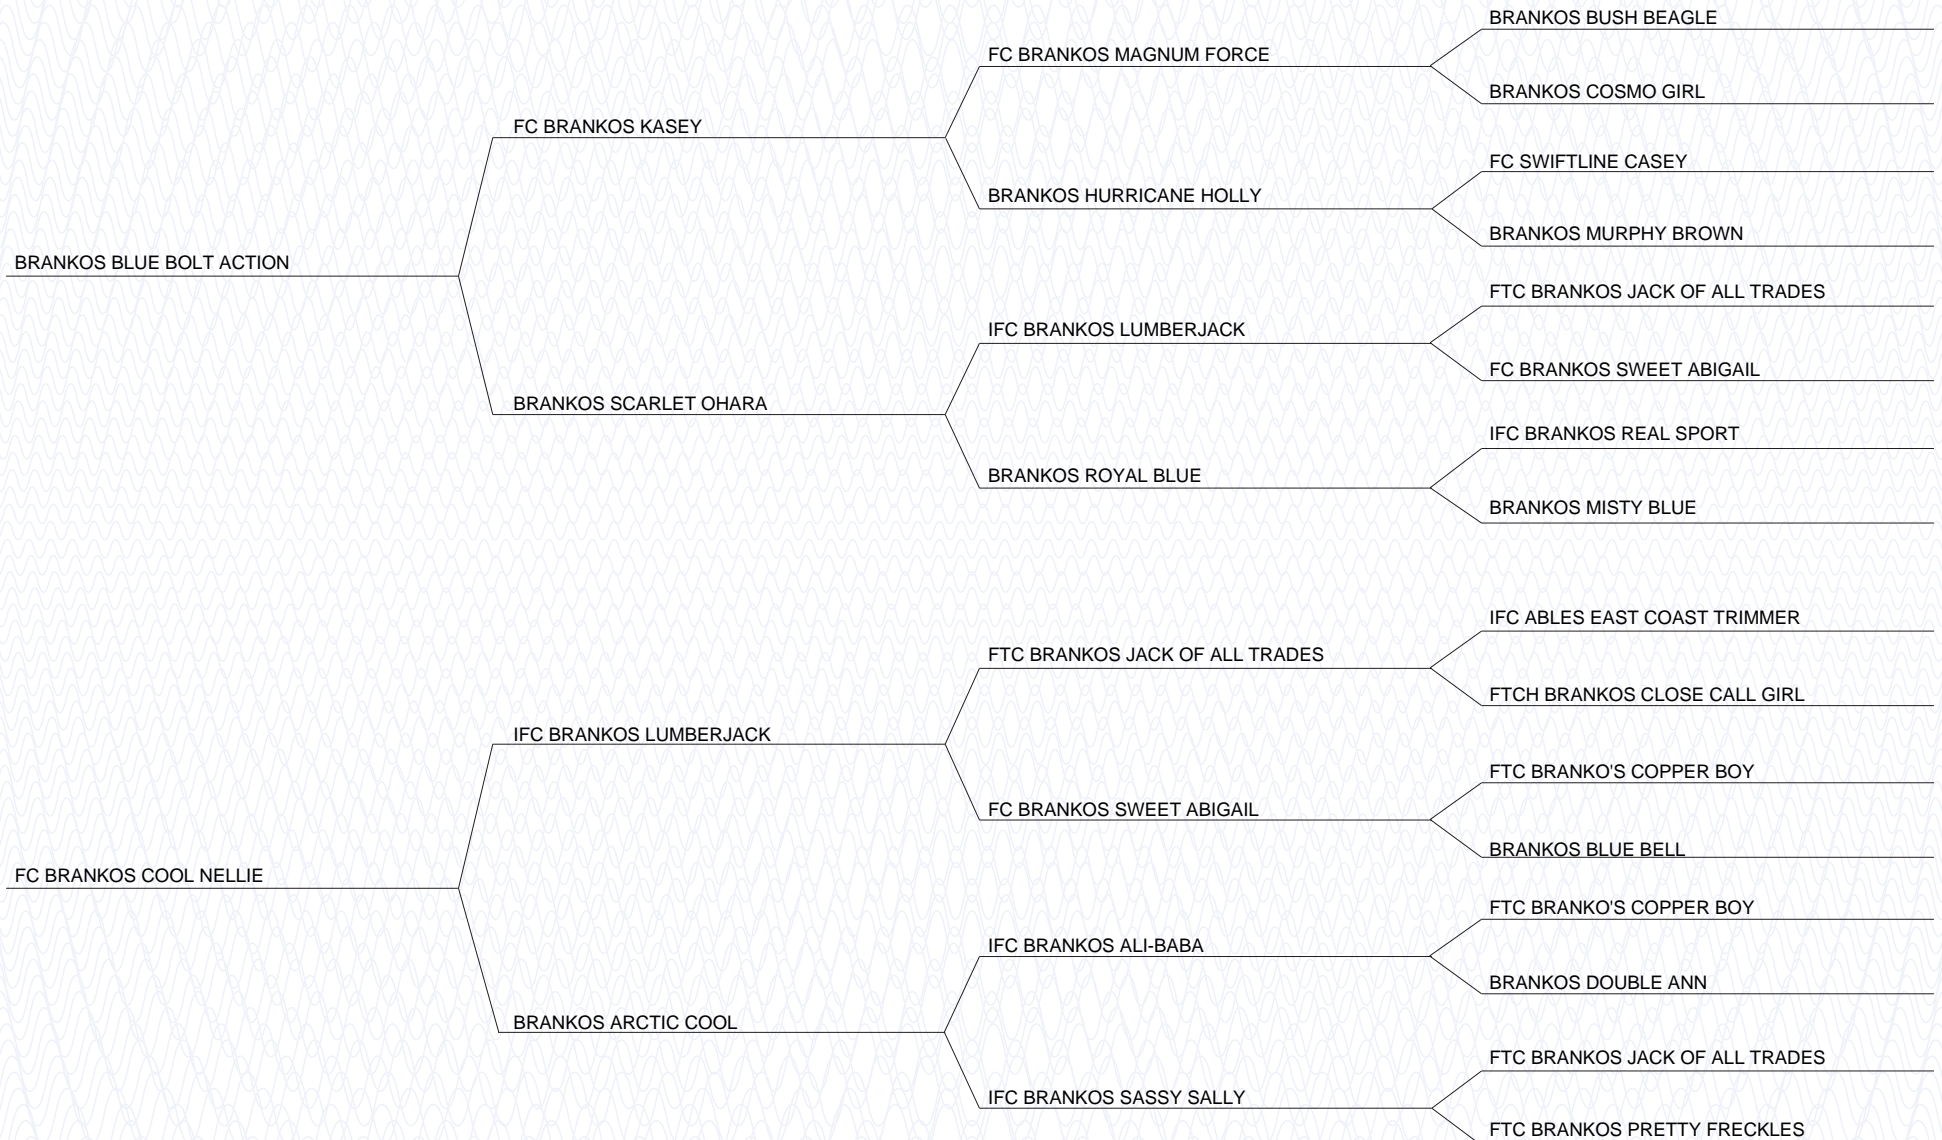 BRANKOS BUSH BEAGLE
FC BRANKOS MAGNUM FORCE
BRANKOS COSMO GIRL
FC BRANKOS KASEY
FC SWIFTLINE CASEY
BRANKOS HURRICANE HOLLY
BRANKOS MURPHY BROWN
BRANKOS BLUE BOLT ACTION
FTC BRANKOS JACK OF ALL TRADES
IFC BRANKOS LUMBERJACK
FC BRANKOS SWEET ABIGAIL
BRANKOS SCARLET OHARA
IFC BRANKOS REAL SPORT
BRANKOS ROYAL BLUE
BRANKOS MISTY BLUE
IFC ABLES EAST COAST TRIMMER
FTC BRANKOS JACK OF ALL TRADES
FTCH BRANKOS CLOSE CALL GIRL
IFC BRANKOS LUMBERJACK
FTC BRANKO'S COPPER BOY
FC BRANKOS SWEET ABIGAIL
BRANKOS BLUE BELL
FC BRANKOS COOL NELLIE
FTC BRANKO'S COPPER BOY
IFC BRANKOS ALI-BABA
BRANKOS DOUBLE ANN
BRANKOS ARCTIC COOL
FTC BRANKOS JACK OF ALL TRADES
IFC BRANKOS SASSY SALLY
FTC BRANKOS PRETTY FRECKLES